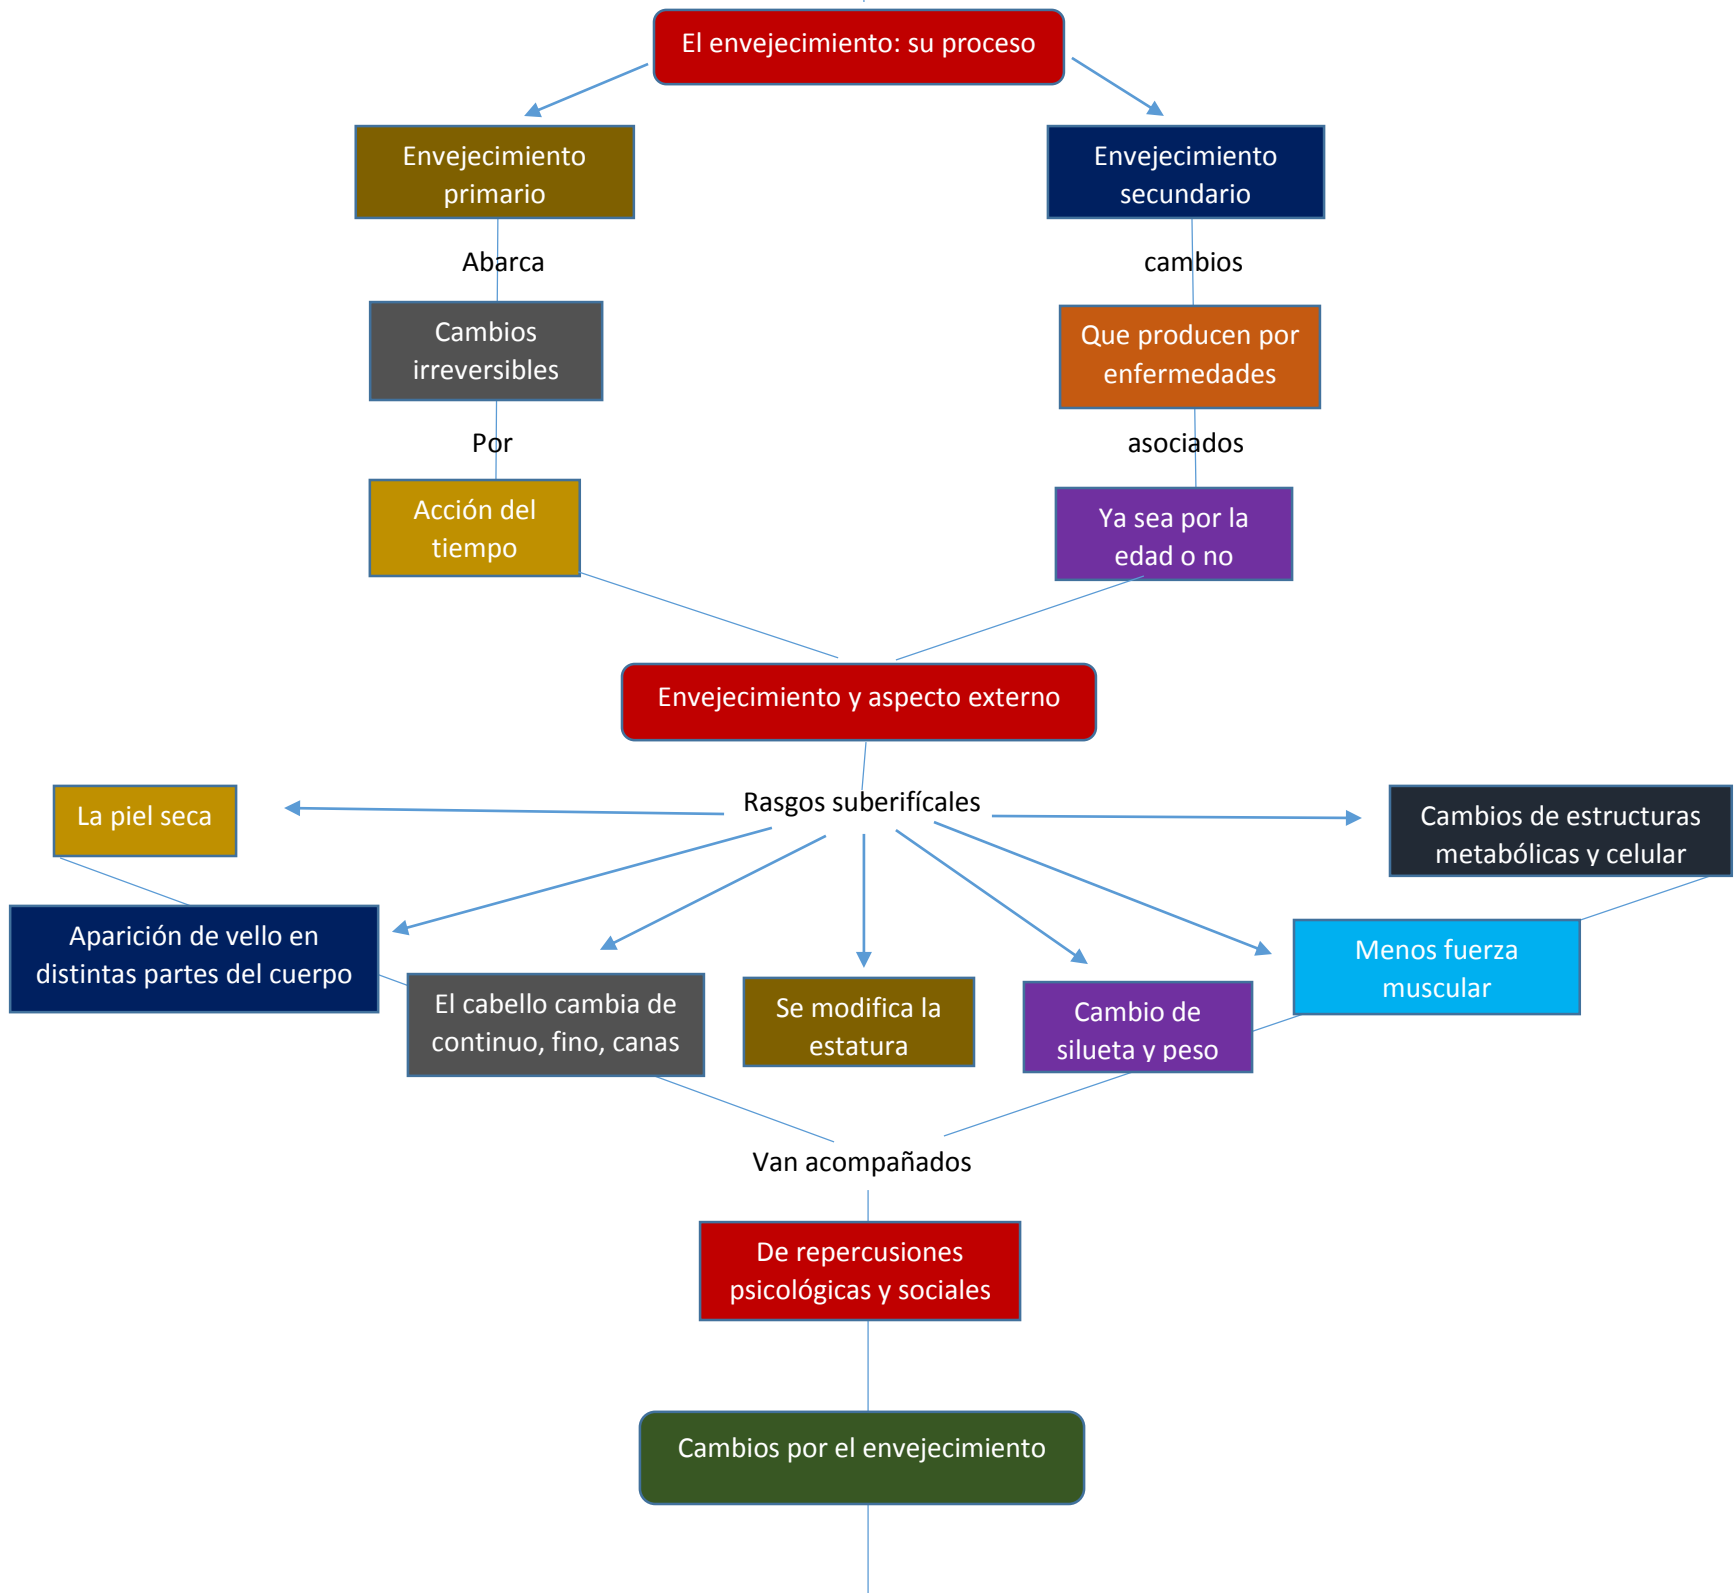 El envejecimiento: su proceso
Envejecimiento
primario
Envejecimiento
secundario
Abarca
cambios
Cambios
irreversibles
Que producen por
enfermedades
Por
asociados
Acción del
tiempo
Ya sea por la
edad o no
Envejecimiento y aspecto externo
Rasgos suberifícales
La piel seca
Cambios de estructuras
metabólicas y celular
Aparición de vello en
distintas partes del cuerpo
Menos fuerza
muscular
El cabello cambia de
continuo, fino, canas
Se modifica la
estatura
Cambio de
silueta y peso
Van acompañados
De repercusiones
psicológicas y sociales
Cambios por el envejecimiento